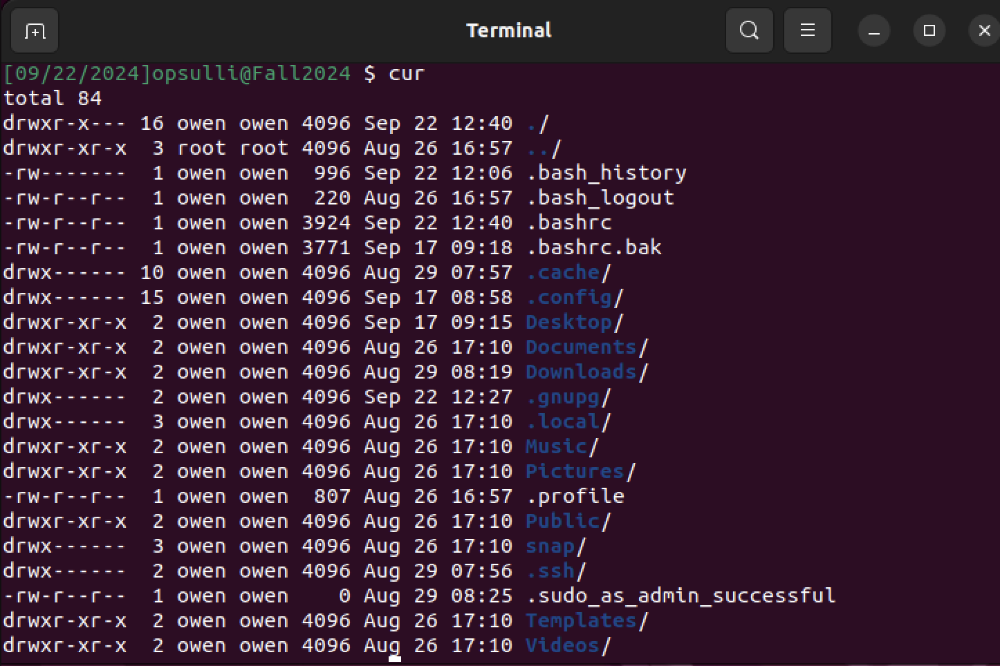 Terminal
[09/22/2024]opsulli@Fall2024 $ cur
total 84
drwxr-x--- 16 owen owen 4096 Sep 22 12:40 ./
drwxr-xr-x  3 root root 4096 Aug 26 16:57 ../
-rw-------  1 owen owen  996 Sep 22 12:06 .bash_history
-rw-r--r--  1 owen owen  220 Aug 26 16:57 .bash_logout
-rw-r--r--  1 owen owen 3924 Sep 22 12:40 .bashrc
-rw-r--r--  1 owen owen 3771 Sep 17 09:18 .bashrc.bak
drwx------ 10 owen owen 4096 Aug 29 07:57 .cache/
drwx------ 15 owen owen 4096 Sep 17 08:58 .config/
drwxr-xr-x  2 owen owen 4096 Sep 17 09:15 Desktop/
drwxr-xr-x  2 owen owen 4096 Aug 26 17:10 Documents/
drwxr-xr-x  2 owen owen 4096 Aug 29 08:19 Downloads/
drwx------  2 owen owen 4096 Sep 22 12:27 .gnupg/
drwx------  3 owen owen 4096 Aug 26 17:10 .local/
drwxr-xr-x  2 owen owen 4096 Aug 26 17:10 Music/
drwxr-xr-x  2 owen owen 4096 Aug 26 17:10 Pictures/
-rw-r--r--  1 owen owen  807 Aug 26 16:57 .profile
drwxr-xr-x  2 owen owen 4096 Aug 26 17:10 Public/
drwx------  3 owen owen 4096 Aug 26 17:10 snap/
drwx------  2 owen owen 4096 Aug 29 07:56 .ssh/
-rw-r--r--  1 owen owen    0 Aug 29 08:25 .sudo_as_admin_successful
drwxr-xr-x  2 owen owen 4096 Aug 26 17:10 Templates/
drwxr-xr-x  2 owen owen 4096 Aug 26 17:10 Videos/